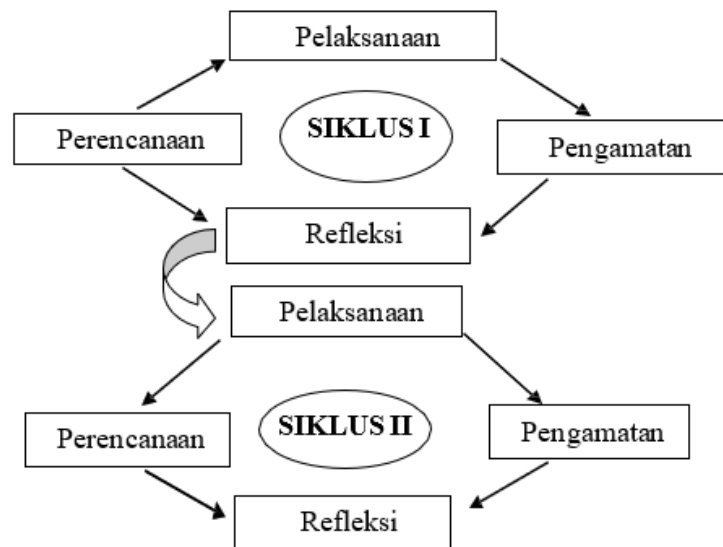 Pelaksanaan
Perencanaan
SIKLUS I
Pengamatan
Refleksi
Pelaksanaan
Perencanaan
SIKLUS II
Pengamatan
Refleksi